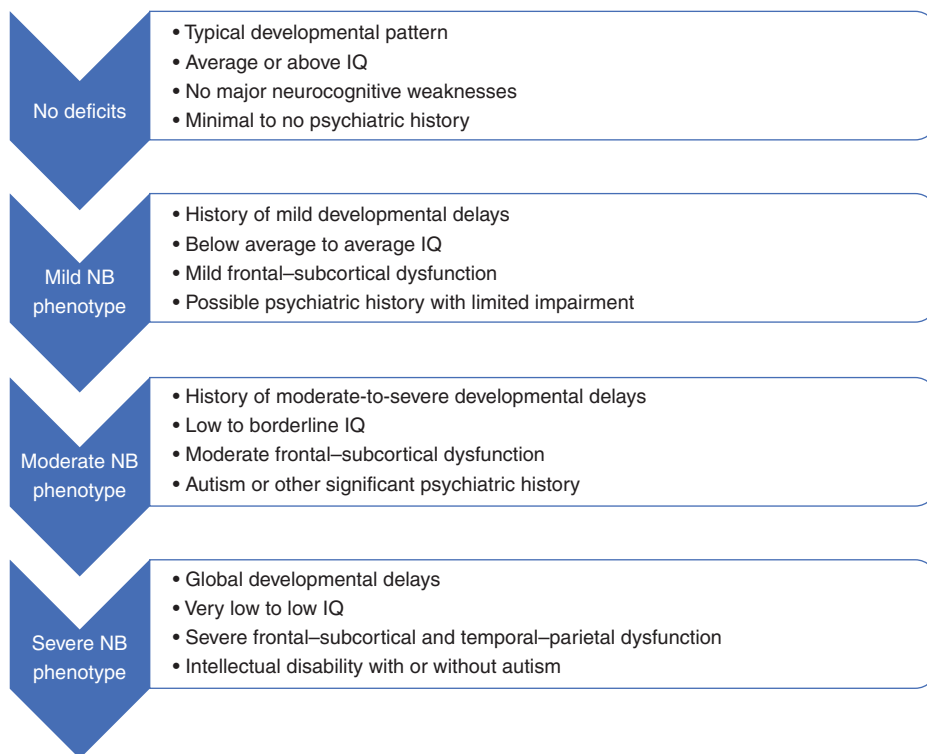 No deficits
• Typical developmental pattern
• Average or above IQ
• No major neurocognitive weaknesses
• Minimal to no psychiatric history
Mild NB
phenotype
• History of mild developmental delays
• Below average to average IQ
• Mild frontal–subcortical dysfunction
• Possible psychiatric history with limited impairment
Moderate NB
phenotype
• History of moderate-to-severe developmental delays
• Low to borderline IQ
• Moderate frontal–subcortical dysfunction
• Autism or other significant psychiatric history
Severe NB
phenotype
• Global developmental delays
• Very low to low IQ
• Severe frontal–subcortical and temporal–parietal dysfunction
• Intellectual disability with or without autism